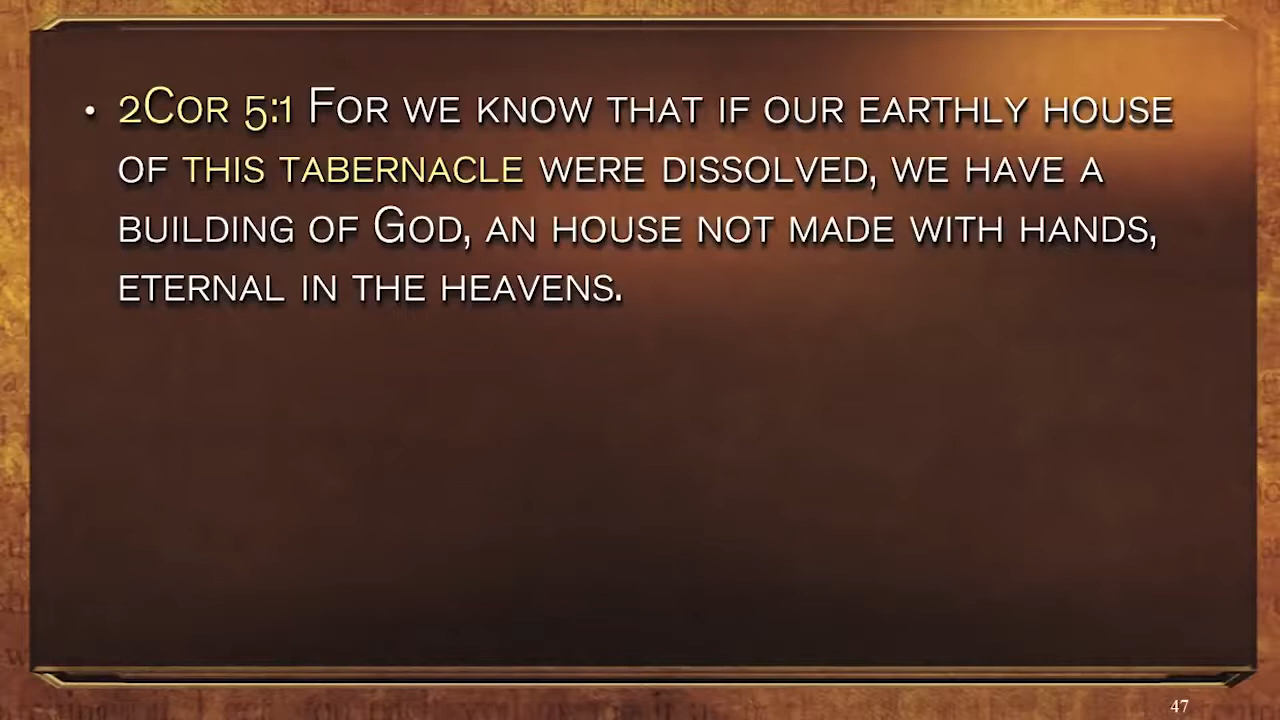 • 2Cor 5:1 For we know that if our earthly house
of this tabernacle were dissolved, we have a
building of God, an house not made with hands,
eternal in the heavens.
47